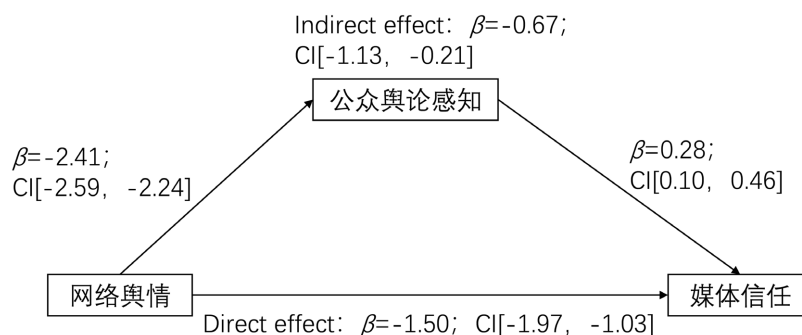 Indirect effect：β=-0.67；
CI[-1.13，-0.21]
公众舆论感知
β=-2.41；
CI[-2.59，-2.24]
β=0.28；
CI[0.10，0.46]
网络舆情
媒体信任
Direct effect：β=-1.50；CI[-1.97，-1.03]